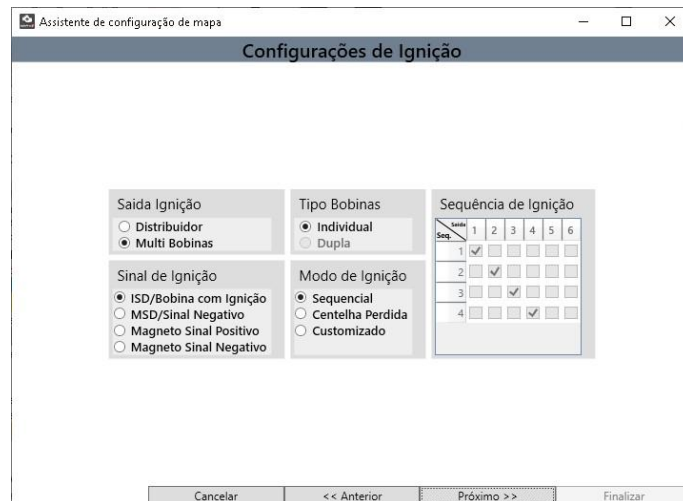 Assistente de configuração de mapa
Configurações de Ignição
Saida Ignição
Distribuidor
Multi Bobinas
Tipo Bobinas
Individual
Dupla
Sequência de Ignição
Saida
Seq.
1 2 3 4 5 6
1
2
3
4
Sinal de Ignição
ISD/Bobina com Ignição
MSD/Sinal Negativo
Magneto Sinal Positivo
Magneto Sinal Negativo
Modo de Ignição
Sequencial
Centelha Perdida
Customizado
Cancelar << Anterior Próximo >> Finalizar